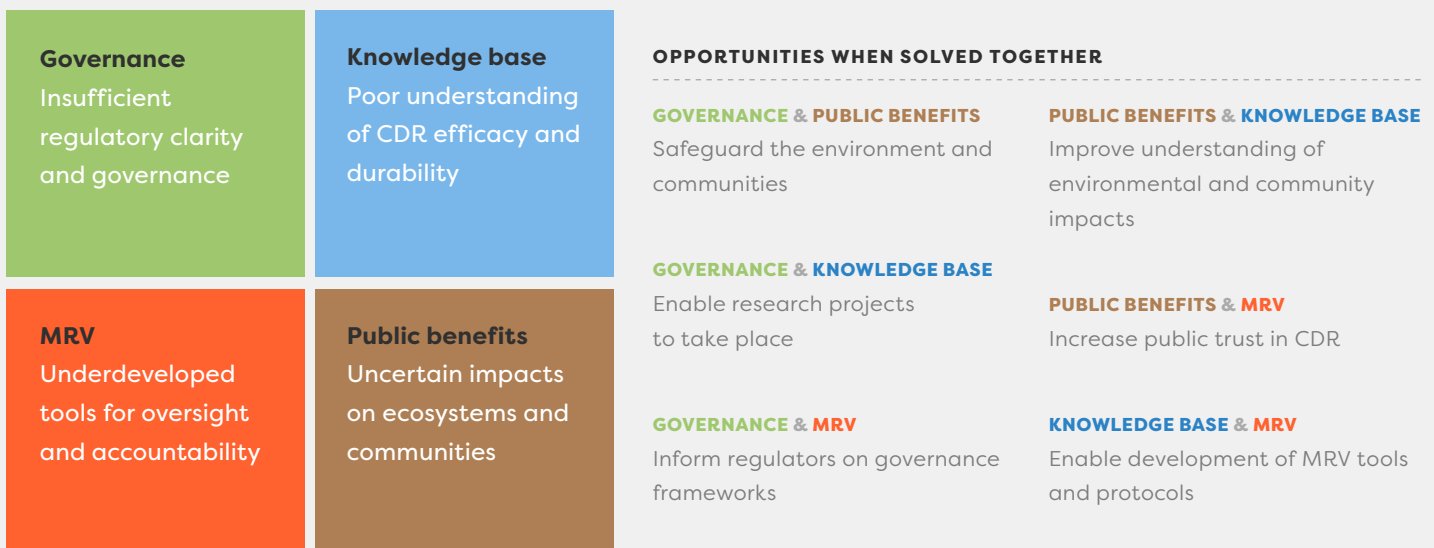 Governance
Insufficient
regulatory clarity
and governance
Knowledge base
Poor understanding
of CDR efficacy and
durability
MRV
Underdeveloped
tools for oversight
and accountability
Public benefits
Uncertain impacts
on ecosystems and
communities
OPPORTUNITIES WHEN SOLVED TOGETHER
GOVERNANCE & PUBLIC BENEFITS
Safeguard the environment and
communities
GOVERNANCE & KNOWLEDGE BASE
Enable research projects
to take place
GOVERNANCE & MRV
Inform regulators on governance
frameworks
PUBLIC BENEFITS & KNOWLEDGE BASE
Improve understanding of
environmental and community
impacts
PUBLIC BENEFITS & MRV
Increase public trust in CDR
KNOWLEDGE BASE & MRV
Enable development of MRV tools
and protocols